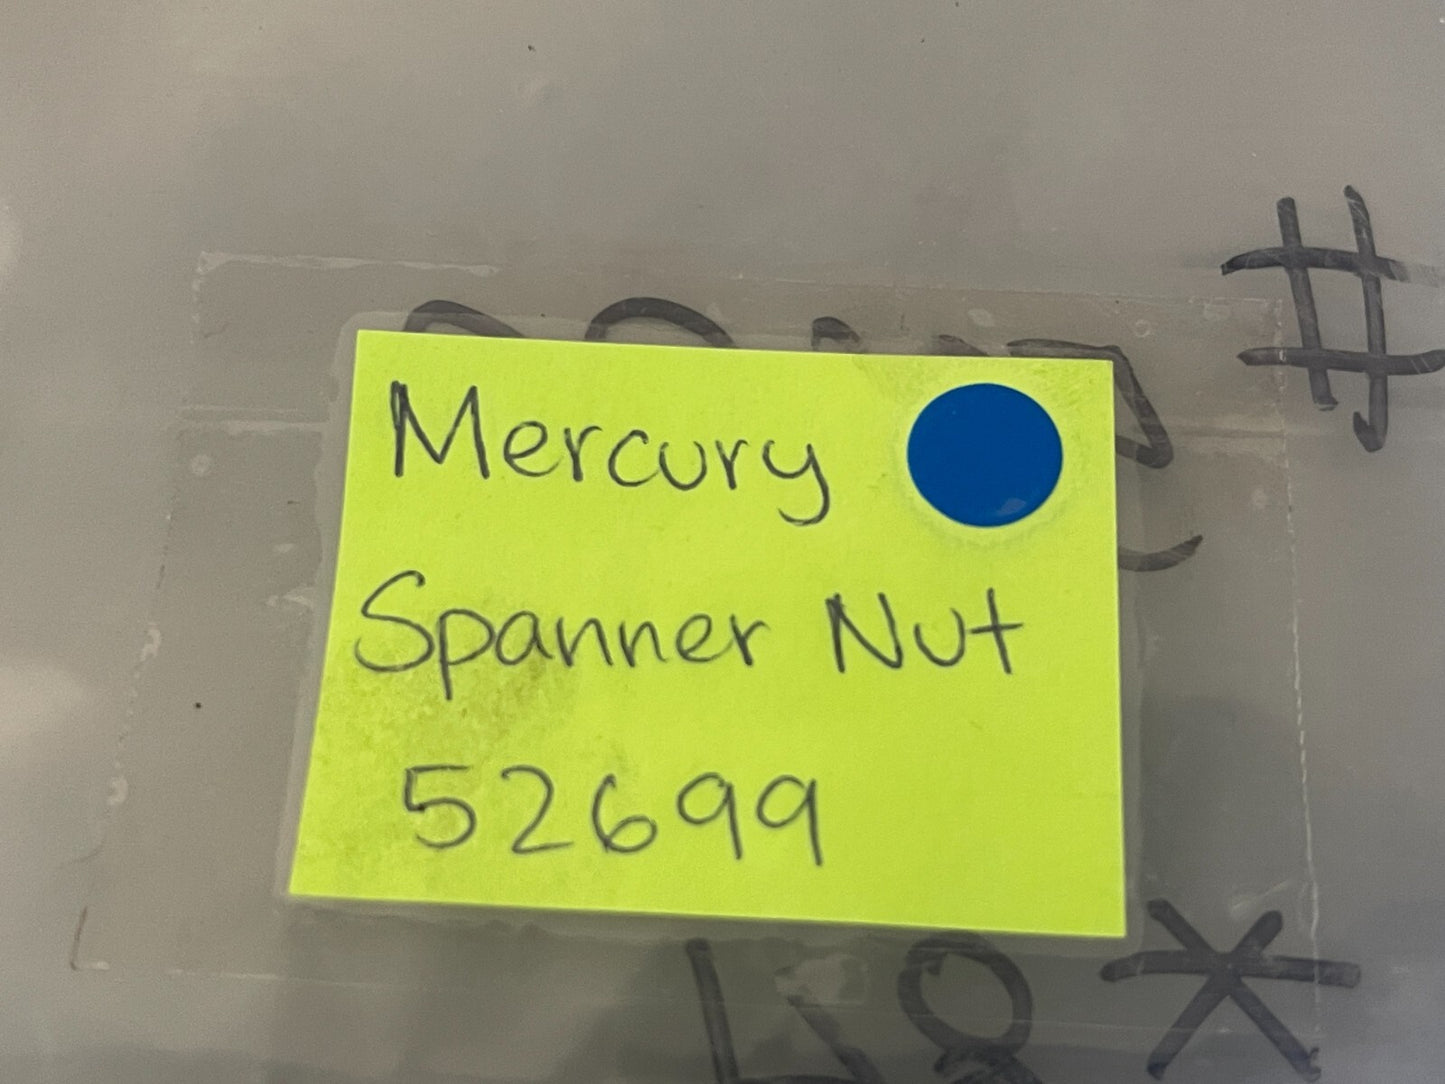 #
Mercury
Spanner Nut
52699
*